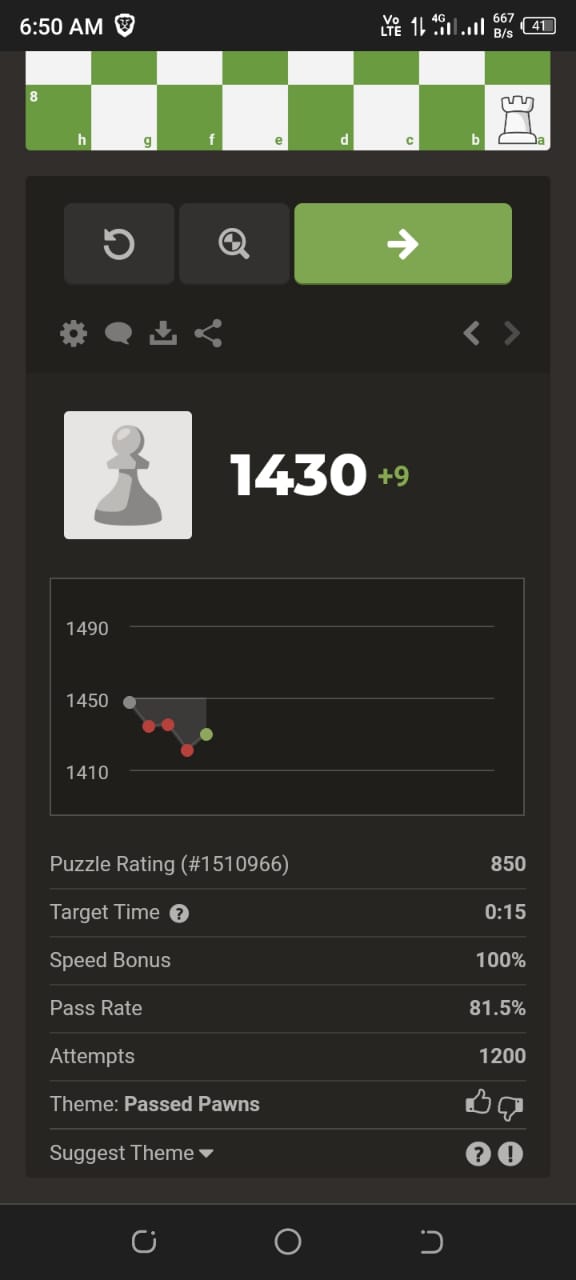 6:50 AM Vo LTE 4G 667 B/s 41
8
h g f e d c b a
1430 +9
1490
1450
1410
Puzzle Rating (#1510966) 850
Target Time ? 0:15
Speed Bonus 100%
Pass Rate 81.5%
Attempts 1200
Theme: Passed Pawns
Suggest Theme ? !